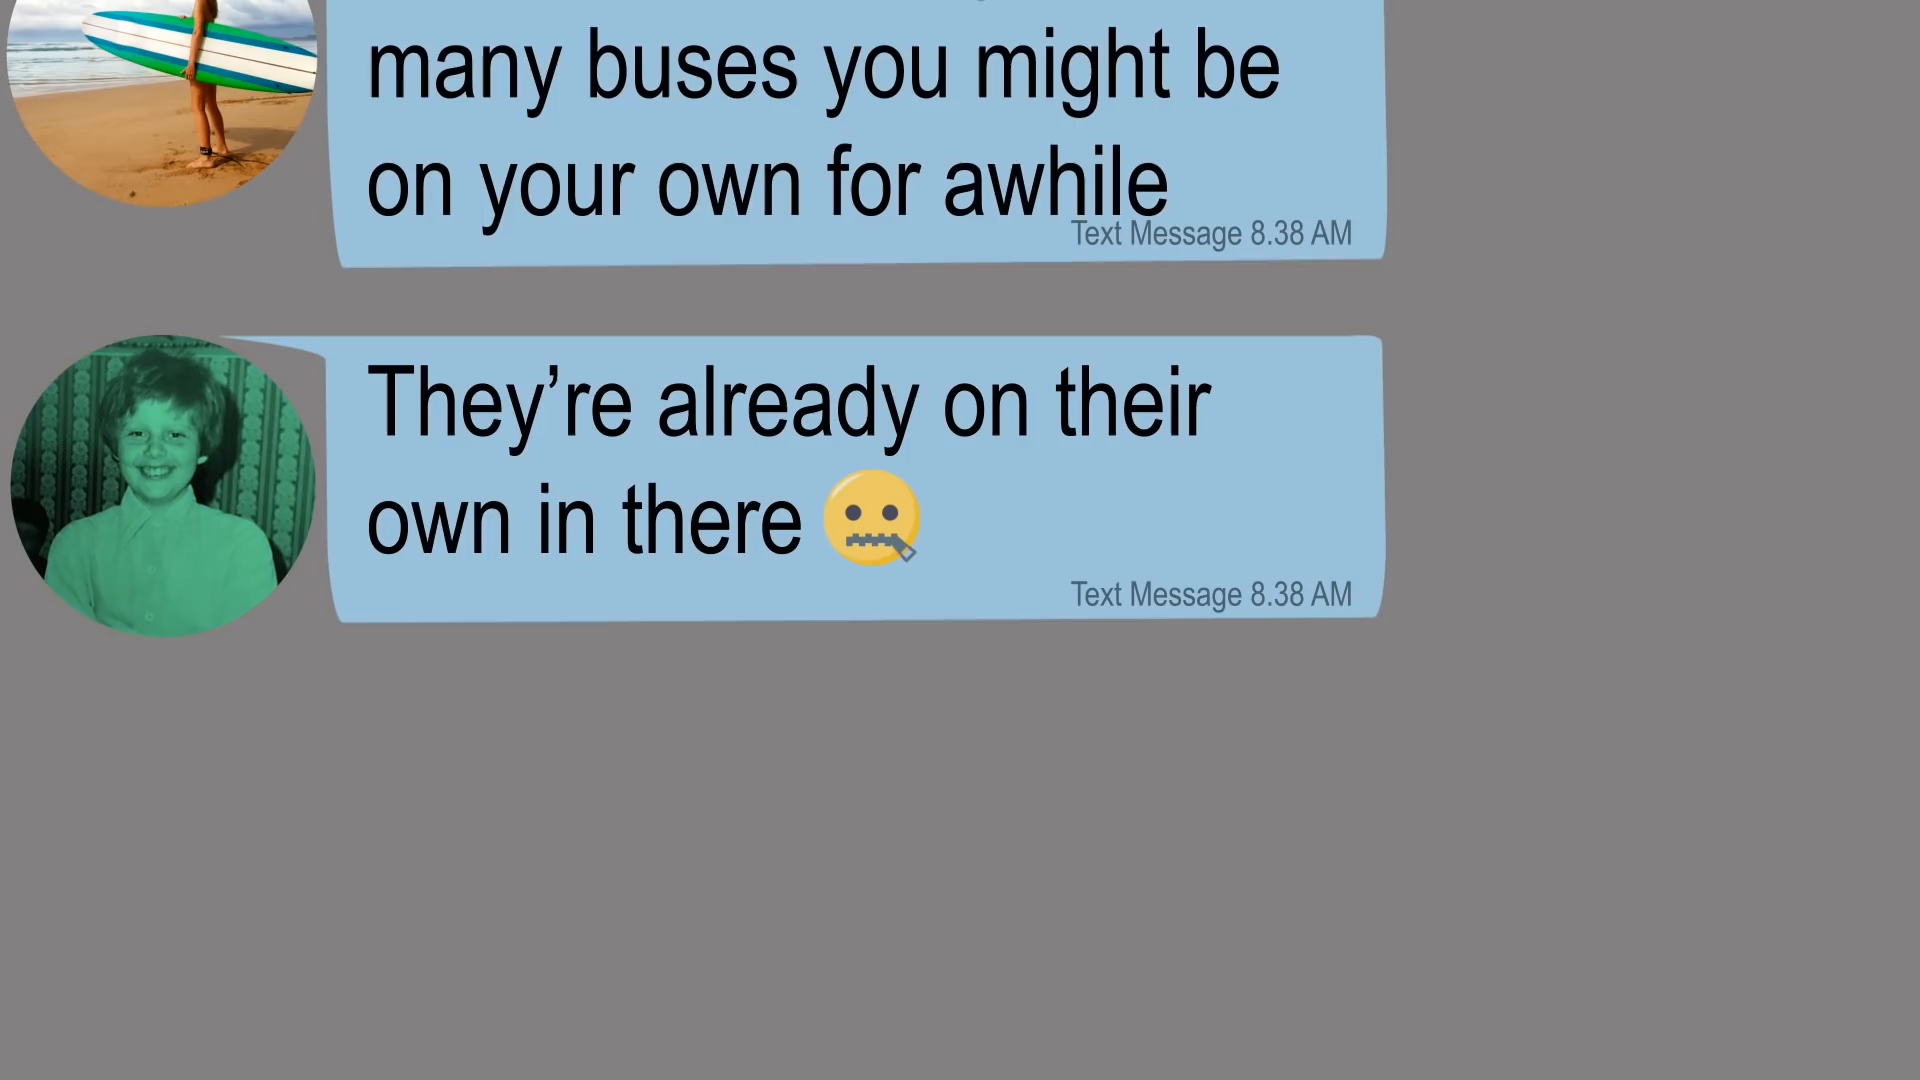 many buses you might be
on your own for awhile
Text Message 8.38 AM
They’re already on their
own in there 🤐
Text Message 8.38 AM